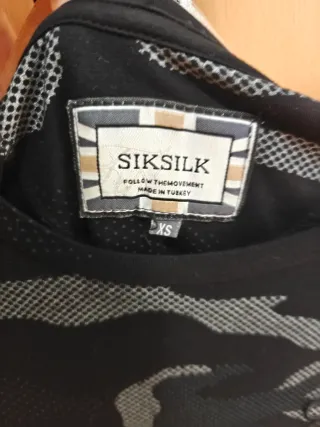 SIKSILK
FOLLOW THEMOVEMENT
MADE IN TURKEY
XS